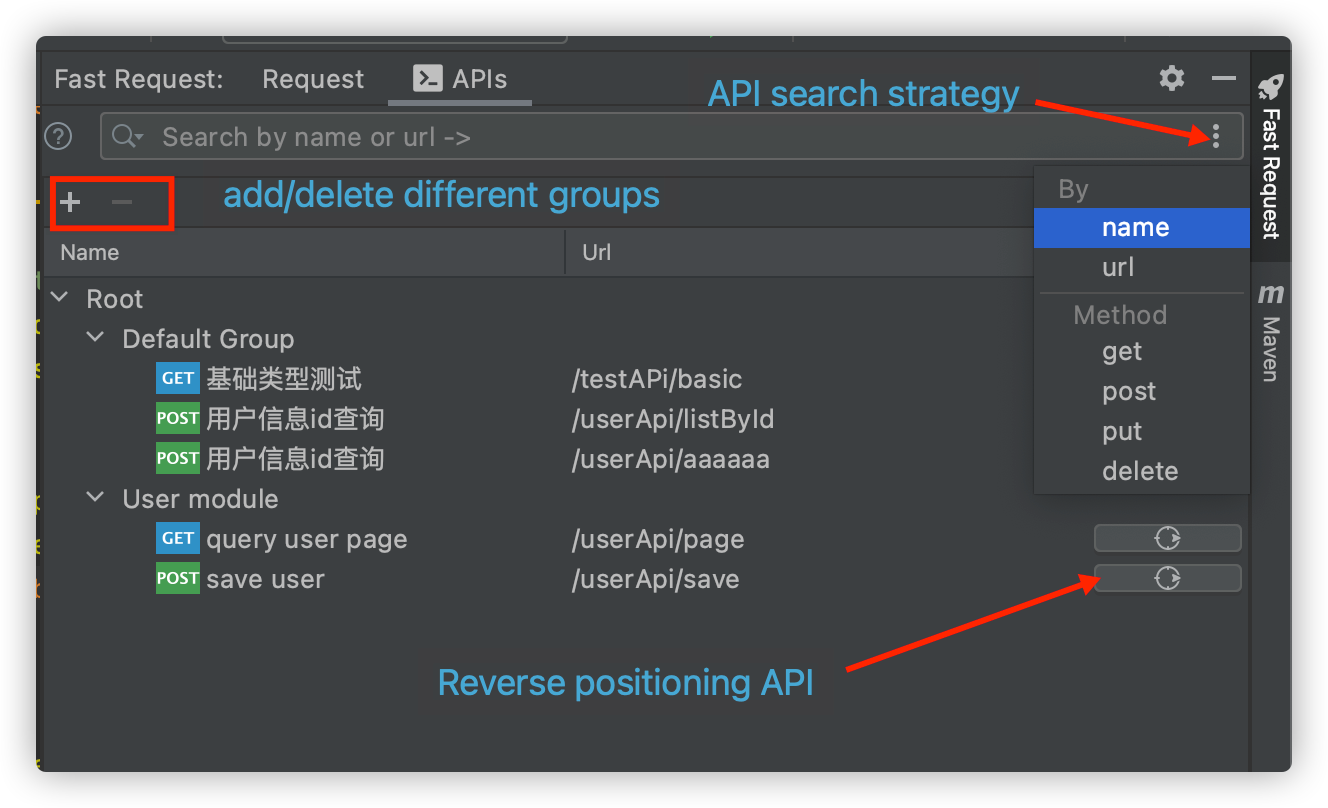 Fast Request: Request APIs
API search strategy
Search by name or url ->
add/delete different groups
By
name
url
Method
get
post
put
delete
Name Url
Root
Default Group
GET 基础类型测试 /testAPi/basic
POST 用户信息id查询 /userApi/listById
POST 用户信息id查询 /userApi/aaaaaa
User module
GET query user page /userApi/page
POST save user /userApi/save
Reverse positioning API
Fast Request
m Maven